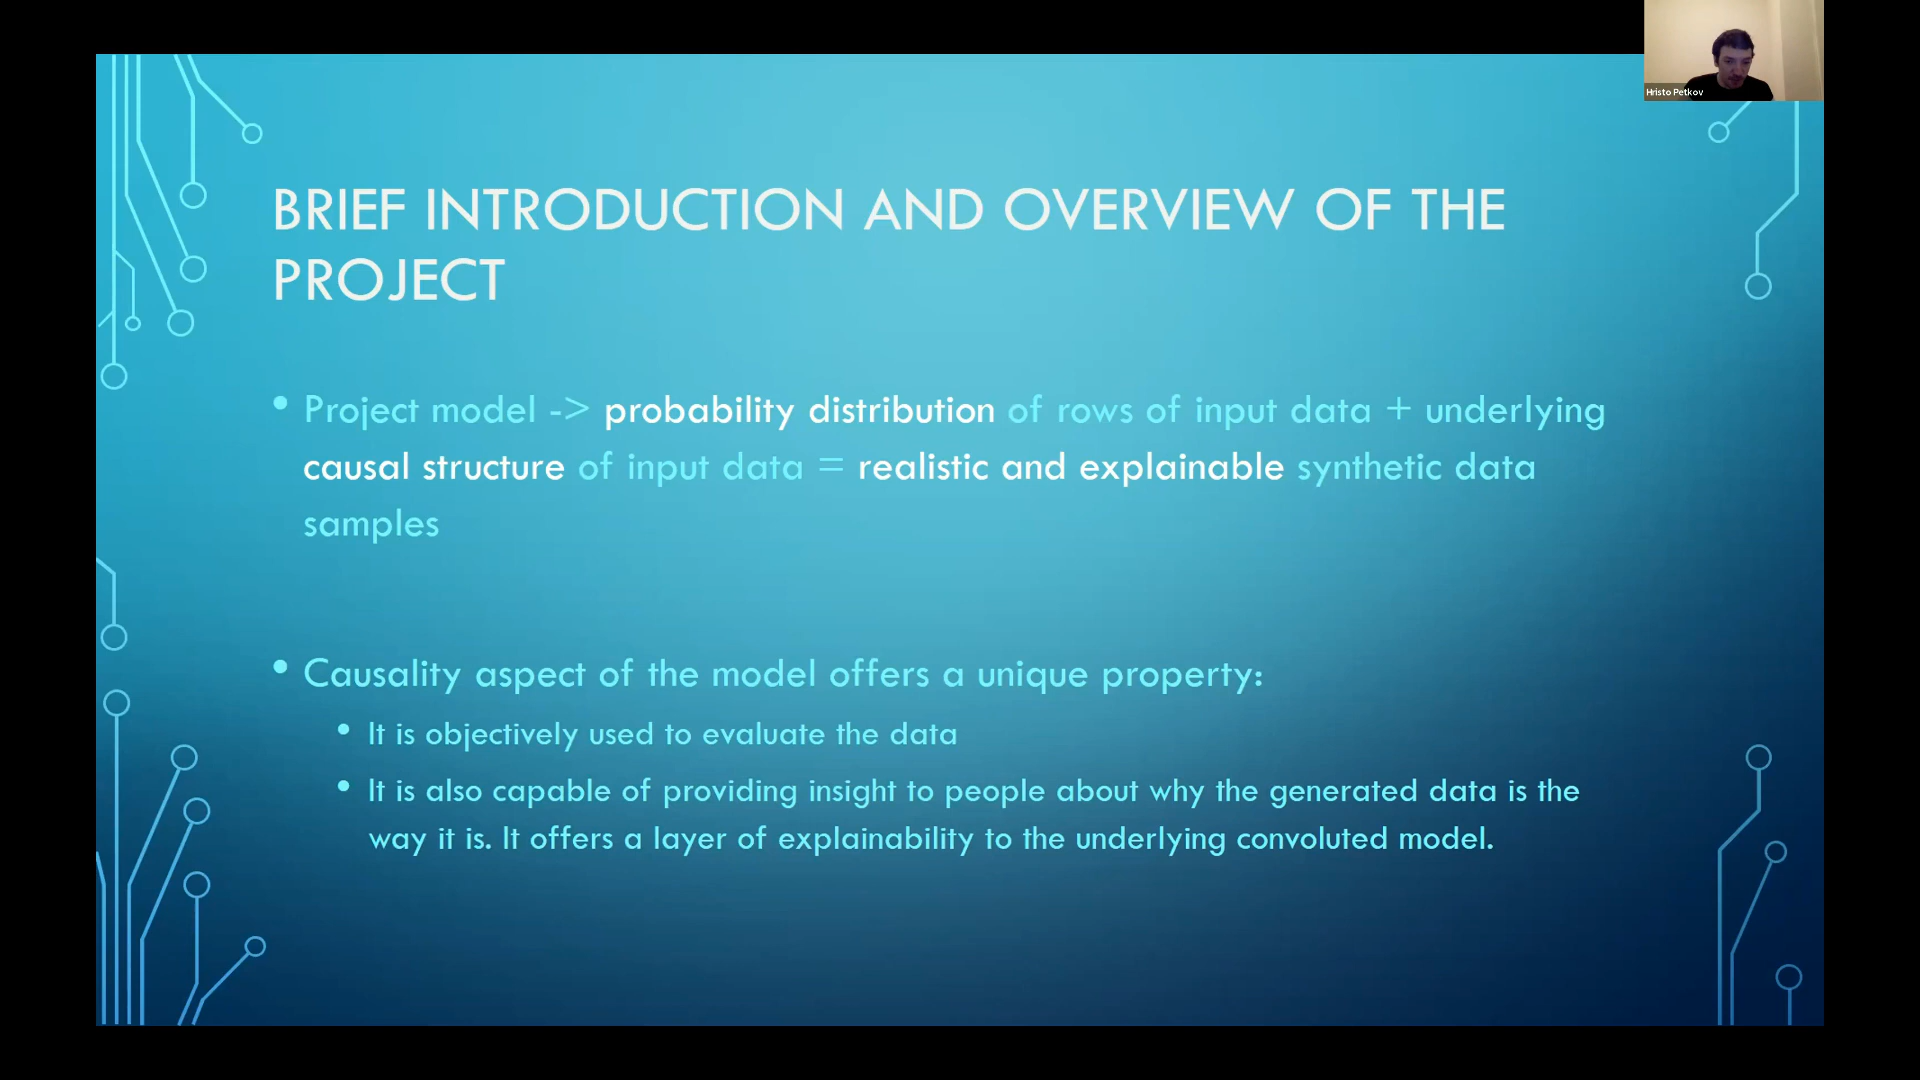 Hristo Petkov
BRIEF INTRODUCTION AND OVERVIEW OF THE
PROJECT
• Project model -> probability distribution of rows of input data + underlying
causal structure of input data = realistic and explainable synthetic data
samples
• Causality aspect of the model offers a unique property:
• It is objectively used to evaluate the data
• It is also capable of providing insight to people about why the generated data is the
way it is. It offers a layer of explainability to the underlying convoluted model.